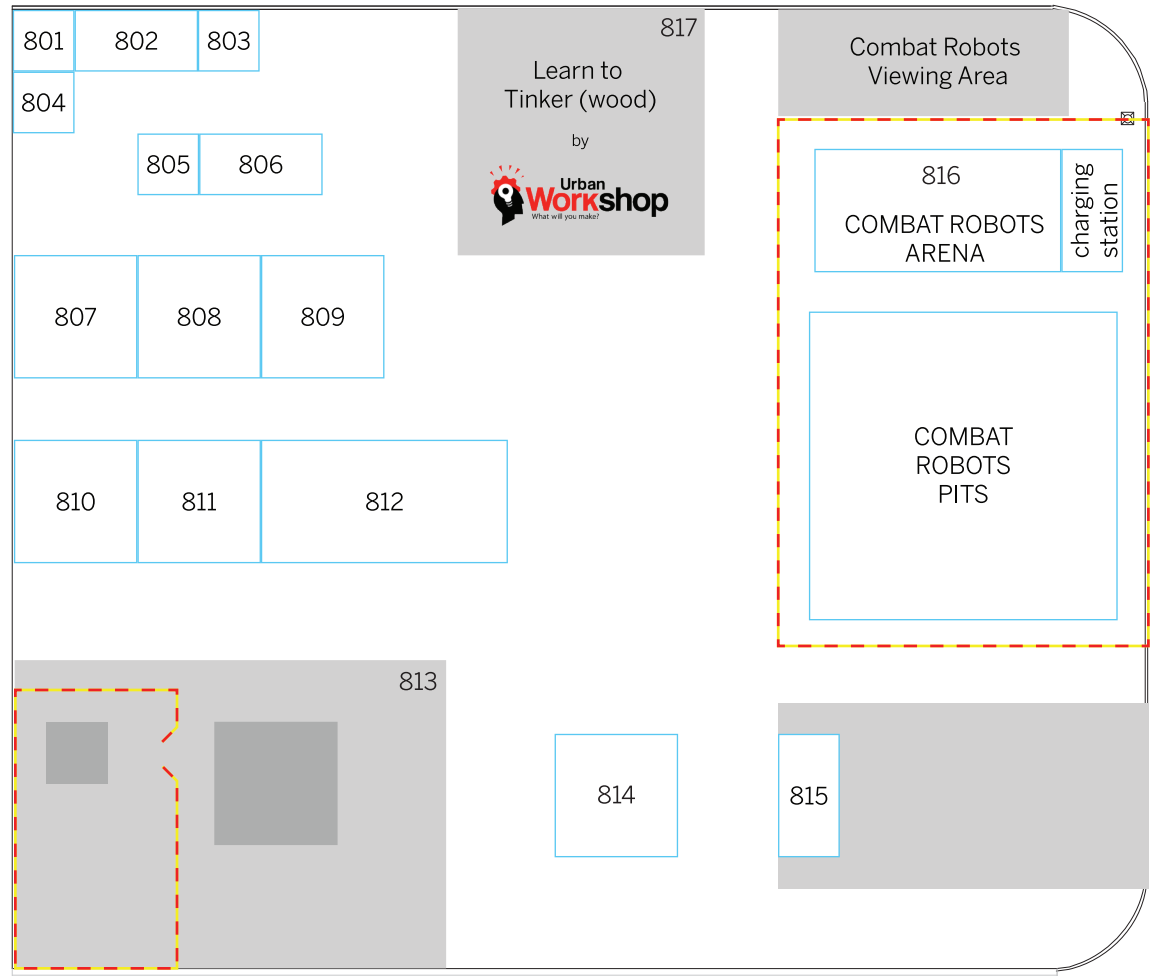 801
802
803
804
805
806
817
Learn to
Tinker (wood)
by
Urban
Workshop
What will you make?
Combat Robots
Viewing Area
816
COMBAT ROBOTS
ARENA
charging
station
807
808
809
COMBAT
ROBOTS
PITS
810
811
812
813
814
815